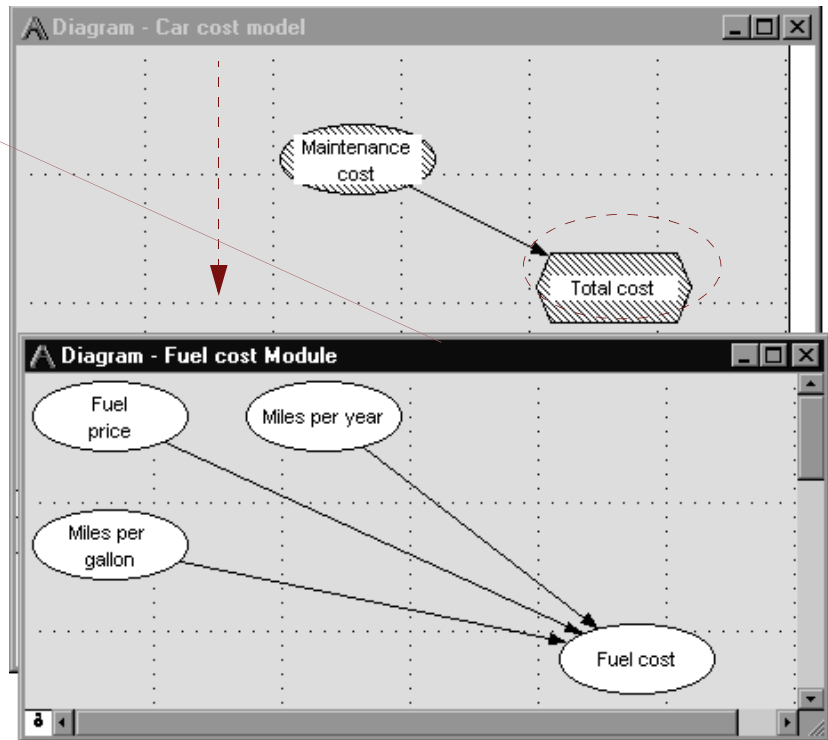 Diagram - Car cost model
Maintenance
cost
Total cost
Diagram - Fuel cost Module
Fuel
price
Miles per year
Miles per
gallon
Fuel cost